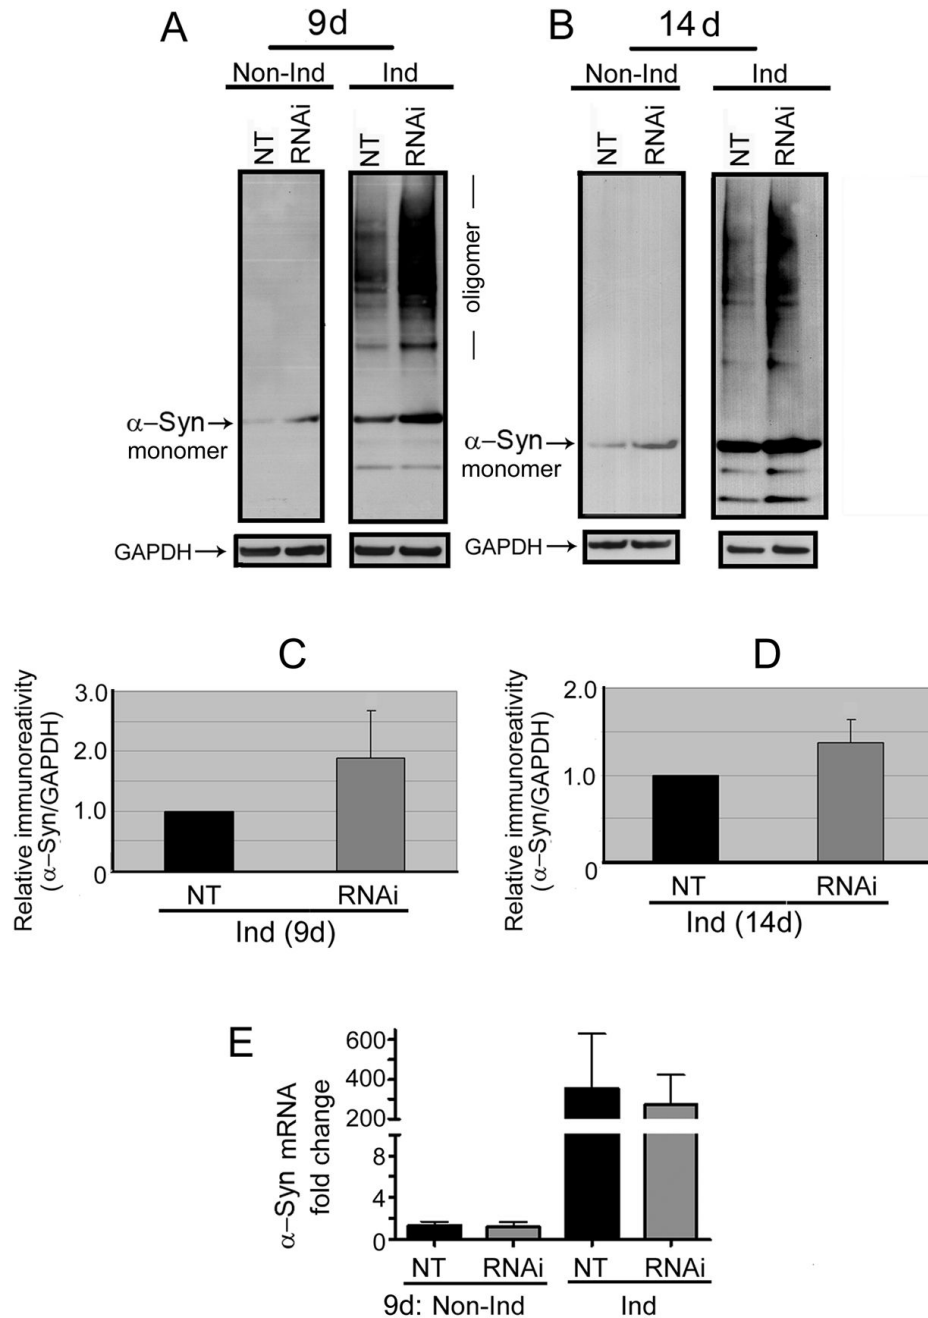 A
9d
Non-Ind
Ind
NT
RNAi
NT
RNAi
oligomer
α–Syn
monomer
GAPDH
B
14d
Non-Ind
Ind
NT
RNAi
NT
RNAi
α–Syn
monomer
GAPDH
C
Relative immunoreativity
(α–Syn/GAPDH)
3.0
2.0
1.0
0
NT
RNAi
Ind (9d)
D
Relative immunoreativity
(α–Syn/GAPDH)
2.0
1.0
0
NT
RNAi
Ind (14d)
E
α–Syn mRNA
fold change
600
400
200
8
4
0
NT
RNAi
NT
RNAi
9d: Non-Ind
Ind